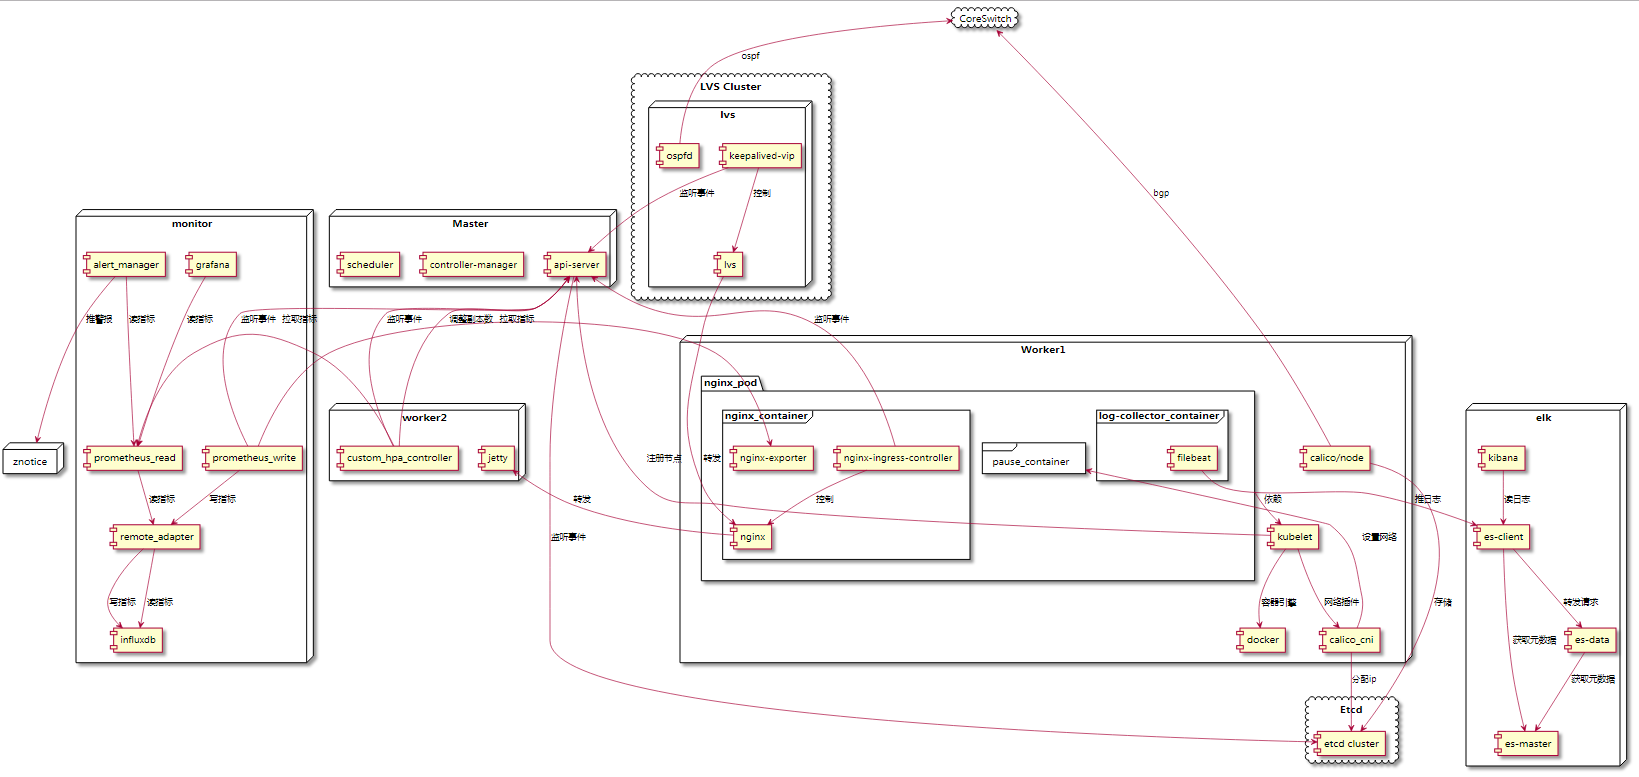 CoreSwitch
ospf
LVS Cluster
lvs
ospfd
keepalived-vip
监听事件
控制
bgp
monitor
Master
alert_manager
grafana
scheduler
controller-manager
api-server
lvs
推警报
读指标
读指标
监听事件
拉取指标
监听事件
调整副本数
拉取指标
监听事件
Worker1
nginx_pod
worker2
nginx_container
log-collector_container
elk
znotice
prometheus_read
prometheus_write
custom_hpa_controller
jetty
注册节点
转发
nginx-exporter
nginx-ingress-controller
pause_container
filebeat
calico/node
kibana
读指标
写指标
转发
控制
依赖
推日志
读日志
remote_adapter
监听事件
nginx
kubelet
设置网络
es-client
写指标
读指标
容器引擎
网络插件
存储
转发请求
influxdb
docker
calico_cni
获取元数据
es-data
分配ip
获取元数据
Etcd
etcd cluster
es-master